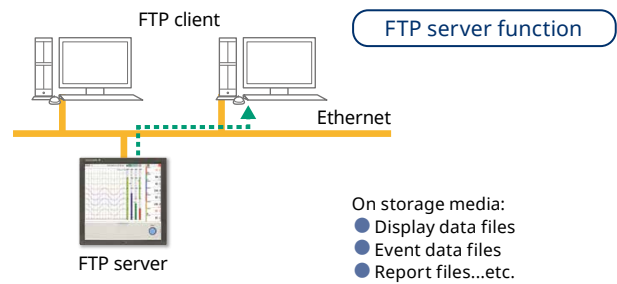 FTP client
FTP server function
Ethernet
FTP server
On storage media:
Display data files
Event data files
Report files...etc.